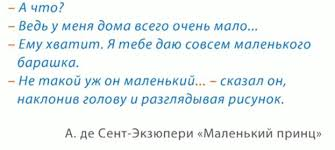 – А что?
– Ведь у меня дома всего очень мало...
– Ему хватит. Я тебе даю совсем маленького
барашка.
– Не такой уж он маленький... – сказал он,
наклонив голову и разглядывая рисунок.
А. де Сент-Экзюпери «Маленький принц»